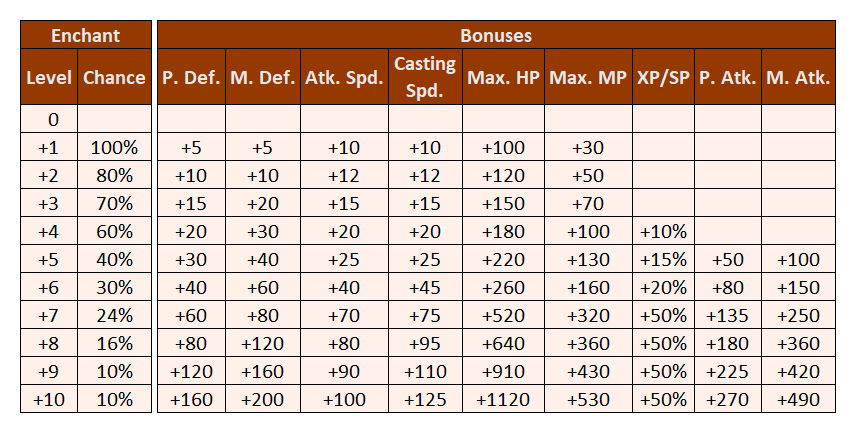 Enchant Bonuses
Level Chance P. Def. M. Def. Atk. Spd. Casting Spd. Max. HP Max. MP XP/SP P. Atk. M. Atk.
0
+1 100% +5 +5 +10 +10 +100 +30
+2 80% +10 +10 +12 +12 +120 +50
+3 70% +15 +20 +15 +15 +150 +70
+4 60% +20 +30 +20 +20 +180 +100 +10%
+5 40% +30 +40 +25 +25 +220 +130 +15% +50 +100
+6 30% +40 +60 +40 +45 +260 +160 +20% +80 +150
+7 24% +60 +80 +70 +75 +520 +320 +50% +135 +250
+8 16% +80 +120 +80 +95 +640 +360 +50% +180 +360
+9 10% +120 +160 +90 +110 +910 +430 +50% +225 +420
+10 10% +160 +200 +100 +125 +1120 +530 +50% +270 +490